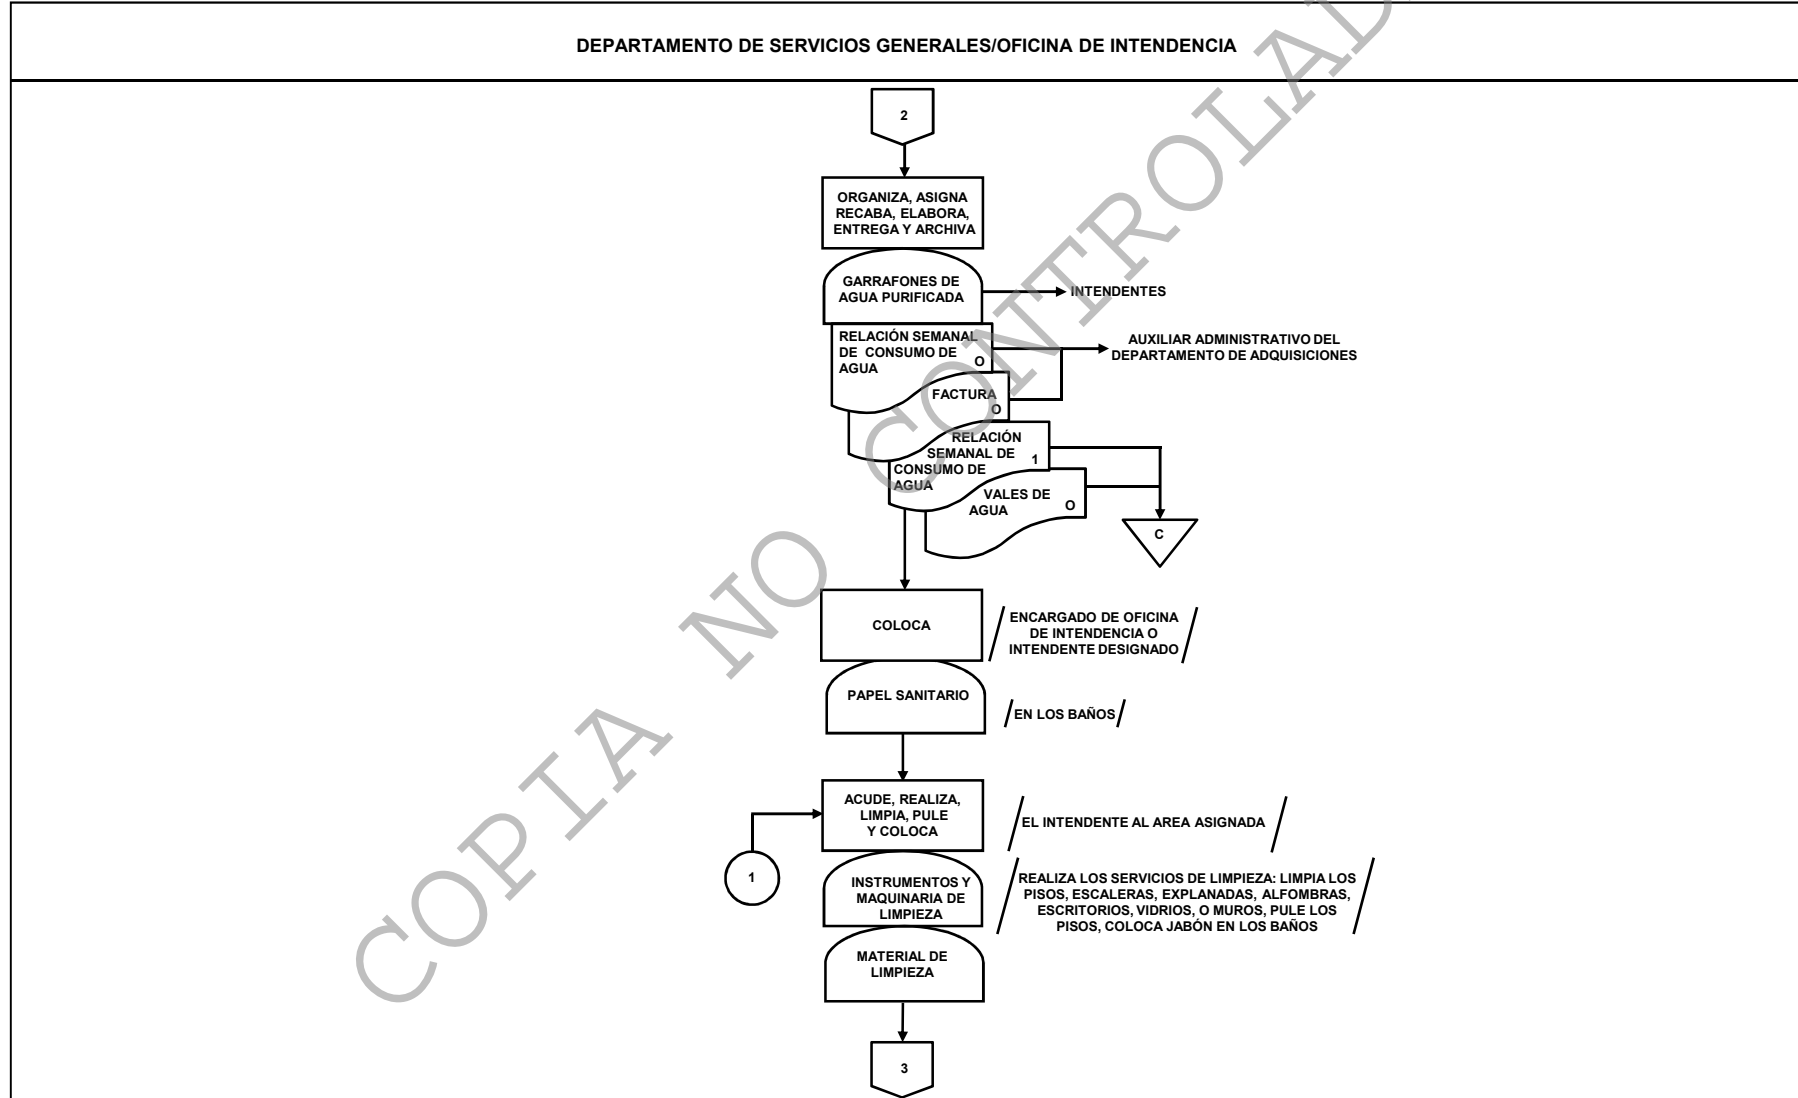 DEPARTAMENTO DE SERVICIOS GENERALES/OFICINA DE INTENDENCIA
2
ORGANIZA, ASIGNA
RECABA, ELABORA,
ENTREGA Y ARCHIVA
GARRAFONES DE
AGUA PURIFICADA
INTENDENTES
RELACIÓN SEMANAL
DE CONSUMO DE
AGUA
O
AUXILIAR ADMINISTRATIVO DEL
DEPARTAMENTO DE ADQUISICIONES
FACTURA
O
RELACIÓN
SEMANAL DE
CONSUMO DE
AGUA
1
VALES DE
AGUA
O
C
COLOCA
ENCARGADO DE OFICINA
DE INTENDENCIA O
INTENDENTE DESIGNADO
PAPEL SANITARIO
EN LOS BAÑOS
ACUDE, REALIZA,
LIMPIA, PULE
Y COLOCA
EL INTENDENTE AL AREA ASIGNADA
1
INSTRUMENTOS Y
MAQUINARIA DE
LIMPIEZA
REALIZA LOS SERVICIOS DE LIMPIEZA: LIMPIA LOS
PISOS, ESCALERAS, EXPLANADAS, ALFOMBRAS,
ESCRITORIOS, VIDRIOS, O MUROS, PULE LOS
PISOS, COLOCA JABÓN EN LOS BAÑOS
MATERIAL DE
LIMPIEZA
3
COPIA NO CONTROLAD